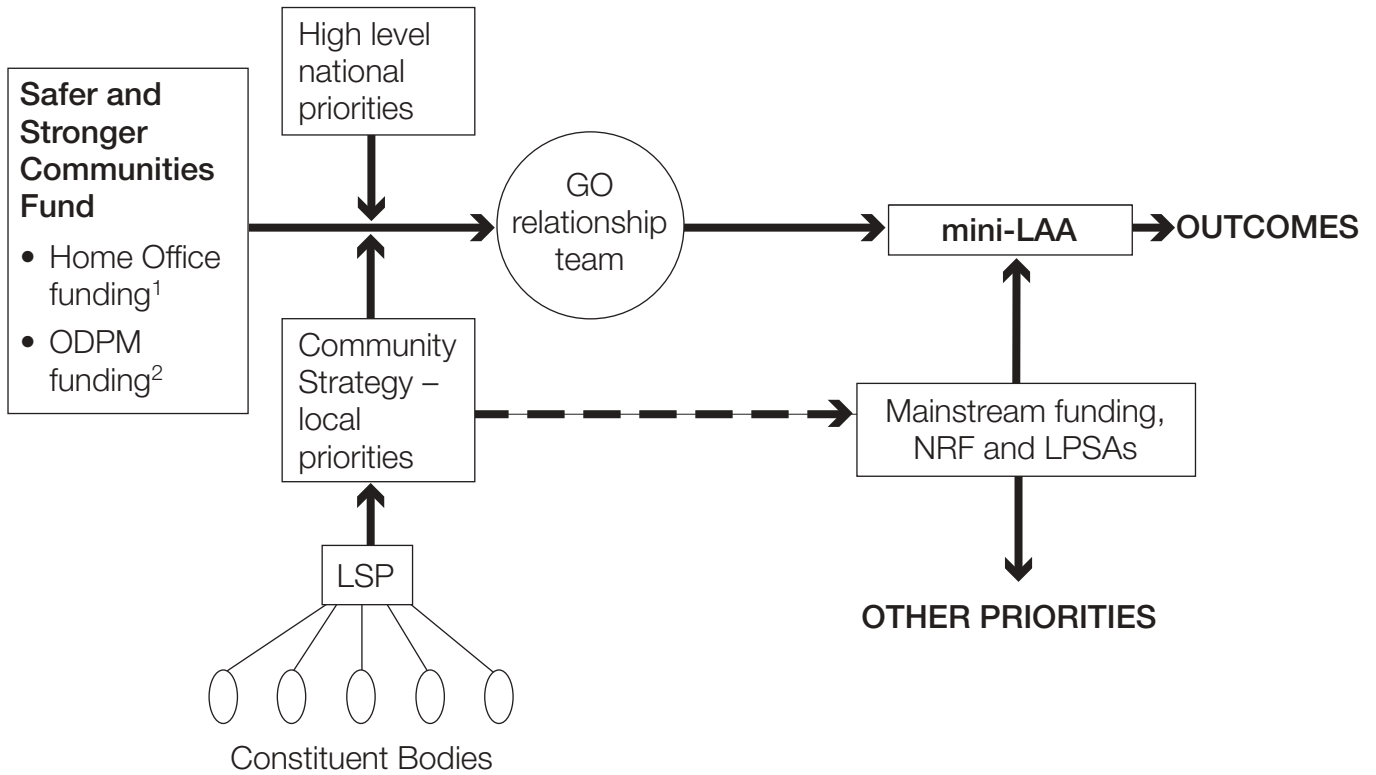 High level
national
priorities
Safer and
Stronger
Communities
Fund
• Home Office
funding¹
• ODPM
funding²
GO
relationship
team
mini-LAA
OUTCOMES
Community
Strategy –
local
priorities
Mainstream funding,
NRF and LPSAs
LSP
OTHER PRIORITIES
Constituent Bodies